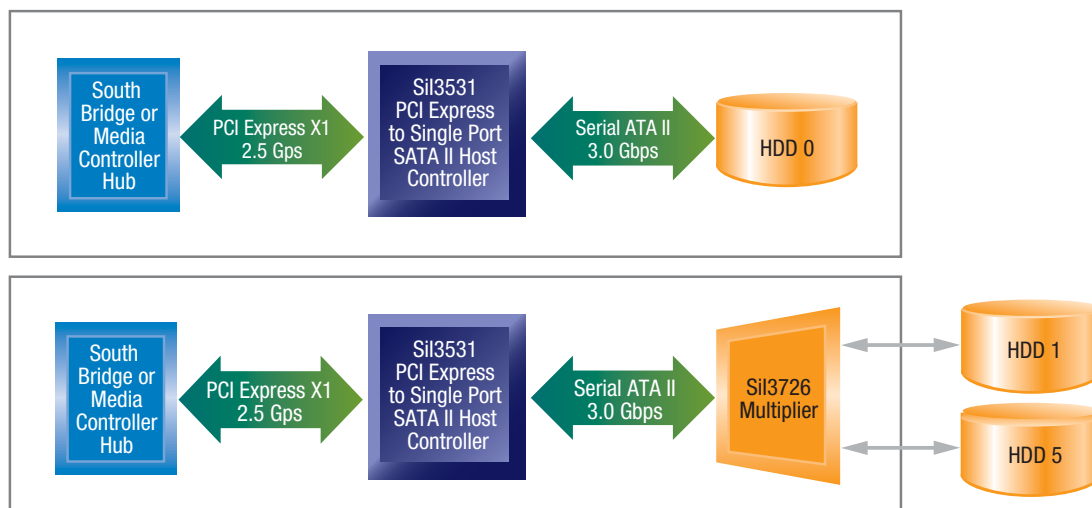 South
Bridge or
Media
Controller
Hub
PCI Express X1
2.5 Gps
SiI3531
PCI Express
to Single Port
SATA II Host
Controller
Serial ATA II
3.0 Gbps
HDD 0
South
Bridge or
Media
Controller
Hub
PCI Express X1
2.5 Gps
SiI3531
PCI Express
to Single Port
SATA II Host
Controller
Serial ATA II
3.0 Gbps
SiI3726
Multiplier
HDD 1
HDD 5